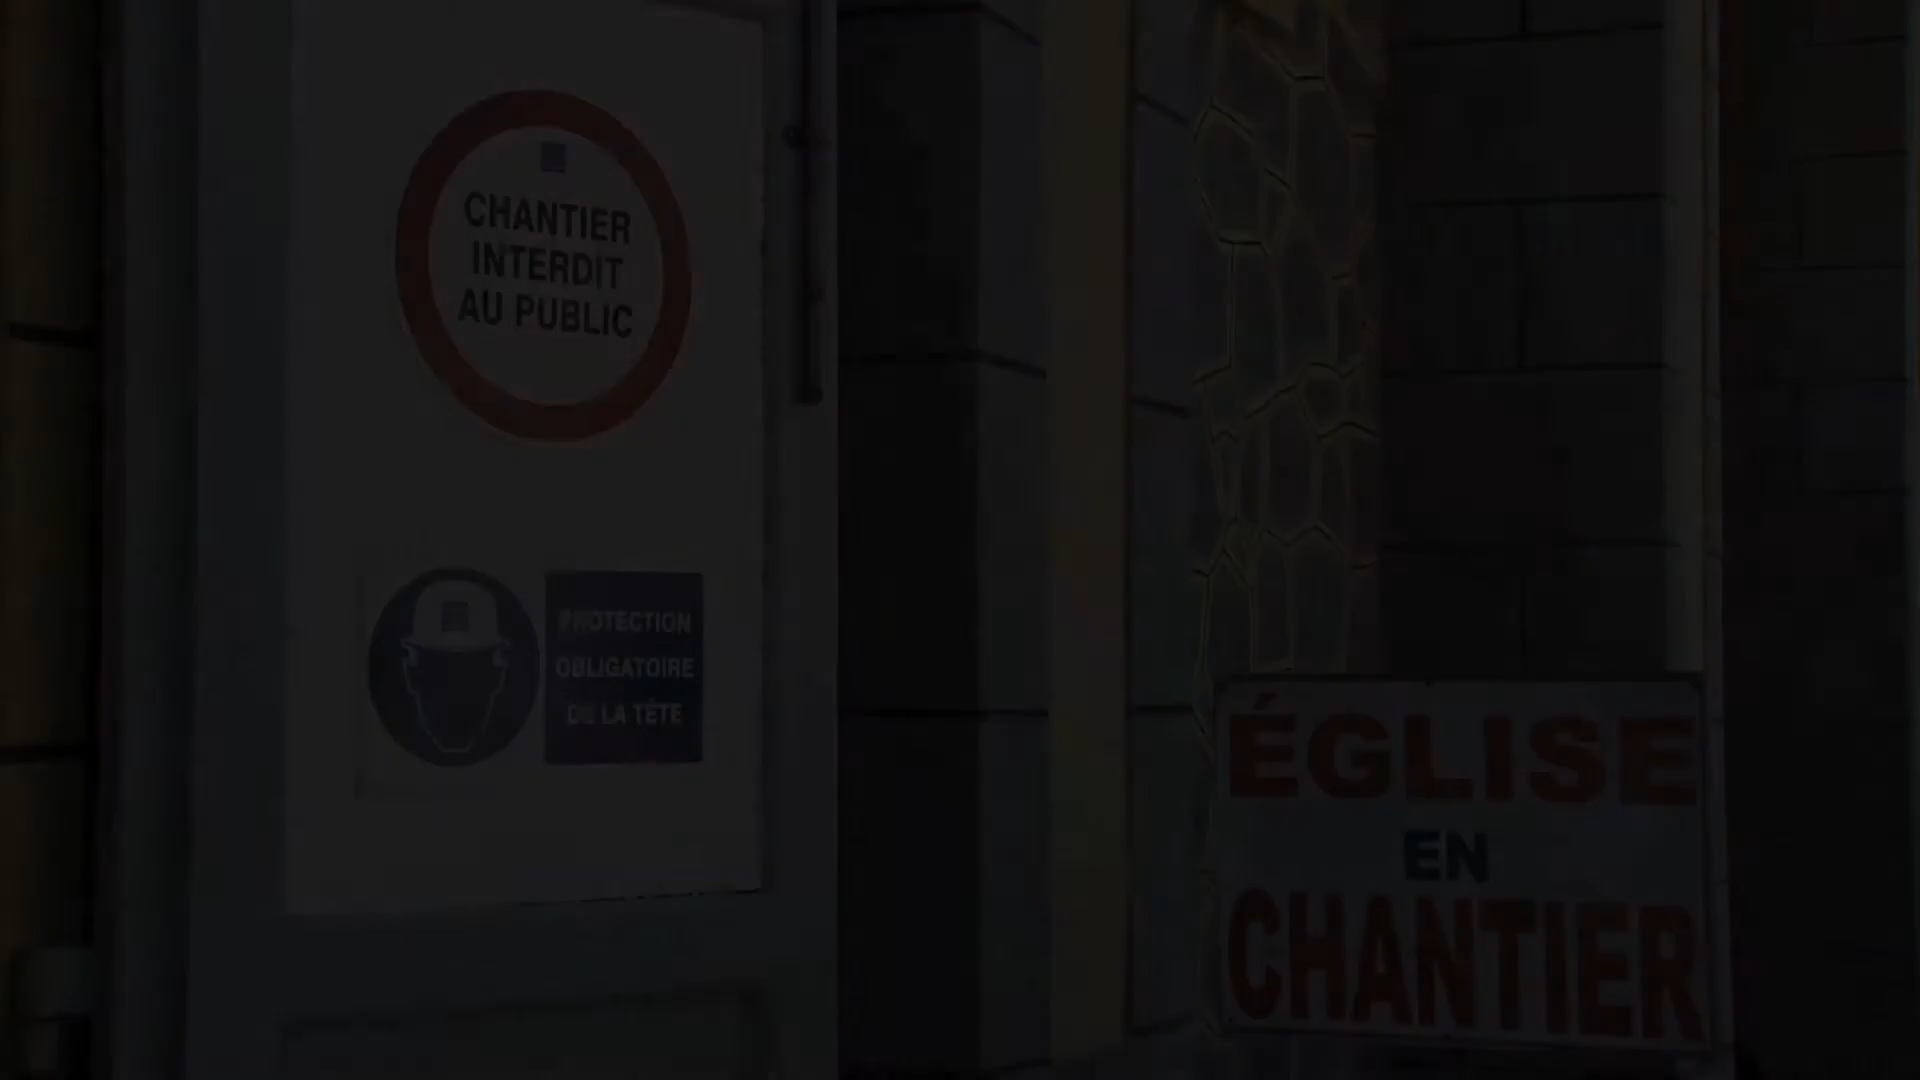 CHANTIER
INTERDIT
AU PUBLIC
PROTECTION
OBLIGATOIRE
DE LA TÊTE
ÉGLISE
EN
CHANTIER